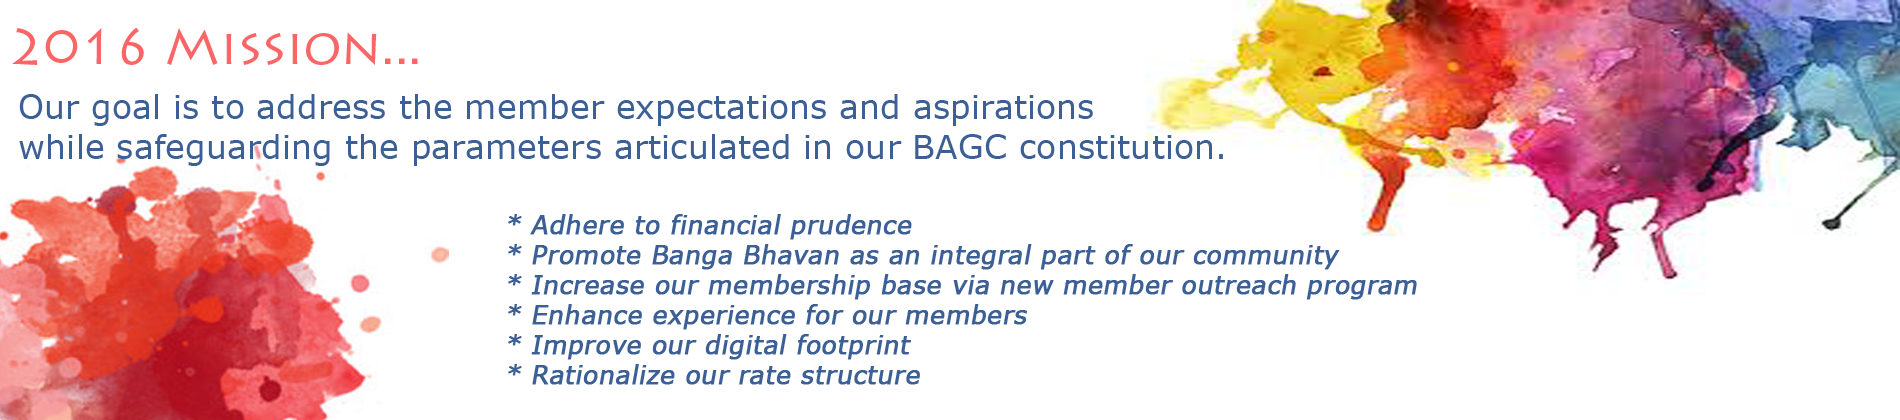 2016 Mission...
Our goal is to address the member expectations and aspirations
while safeguarding the parameters articulated in our BAGC constitution.
* Adhere to financial prudence
* Promote Banga Bhavan as an integral part of our community
* Increase our membership base via new member outreach program
* Enhance experience for our members
* Improve our digital footprint
* Rationalize our rate structure